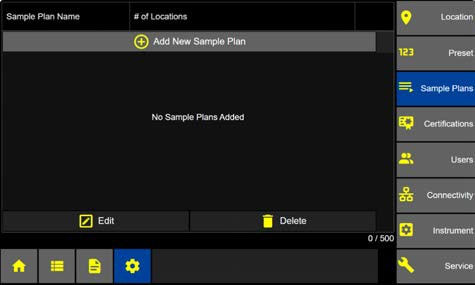 Sample Plan Name # of Locations
Add New Sample Plan
No Sample Plans Added
Edit Delete
0 / 500
Location
123 Preset
Sample Plans
Certifications
Users
Connectivity
Instrument
Service